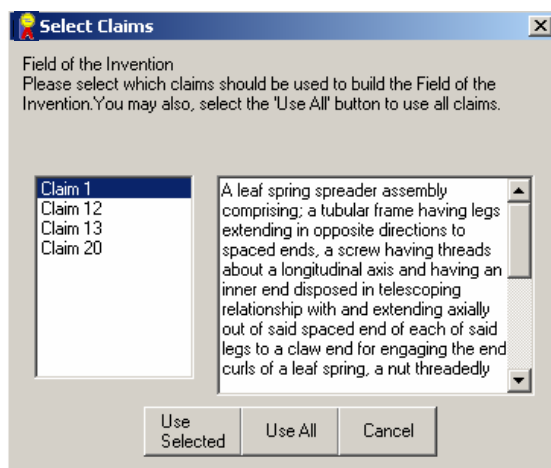 Select Claims
Field of the Invention
Please select which claims should be used to build the Field of the
Invention.You may also, select the 'Use All' button to use all claims.
Claim 1
Claim 12
Claim 13
Claim 20
A leaf spring spreader assembly
comprising; a tubular frame having legs
extending in opposite directions to
spaced ends, a screw having threads
about a longitudinal axis and having an
inner end disposed in telescoping
relationship with and extending axially
out of said spaced end of each of said
legs to a claw end for engaging the end
curls of a leaf spring, a nut threadedly
Use
Selected
Use All
Cancel